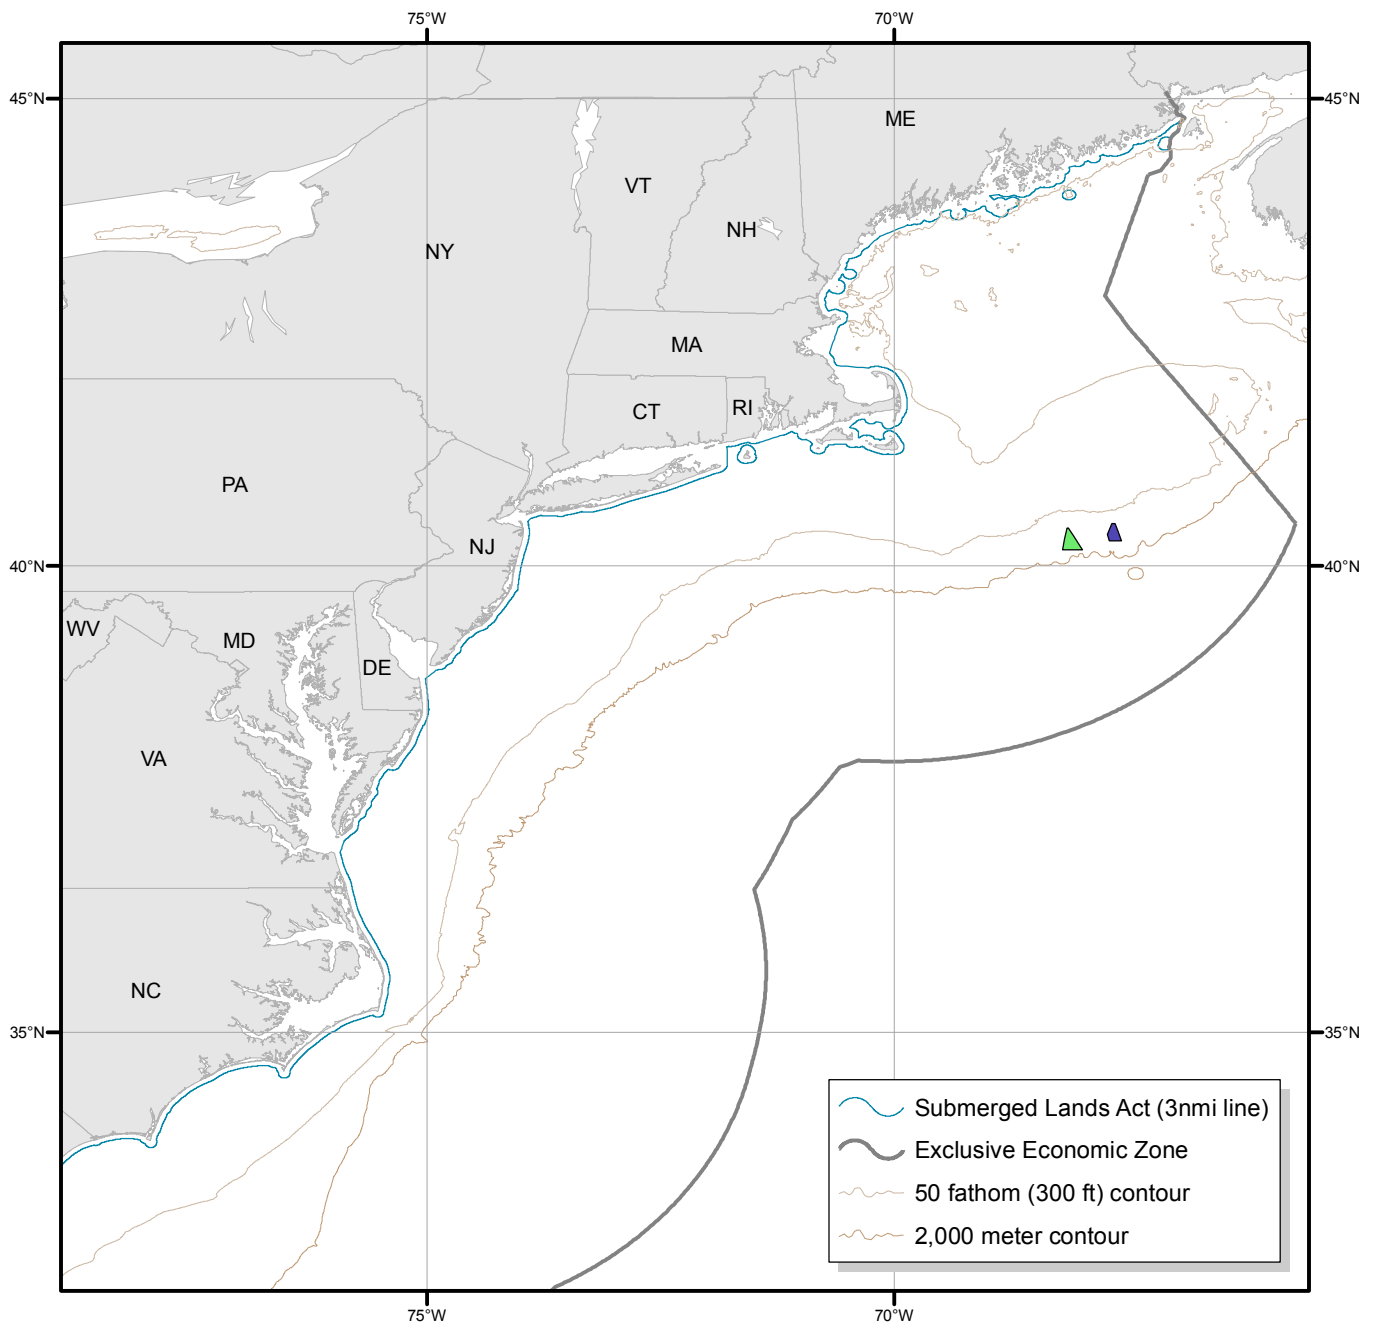 75°W
70°W
45°N
45°N
ME
VT
NH
NY
MA
CT
RI
PA
NJ
40°N
40°N
WV
MD
DE
VA
NC
35°N
35°N
Submerged Lands Act (3nmi line)
Exclusive Economic Zone
50 fathom (300 ft) contour
2,000 meter contour
75°W
70°W